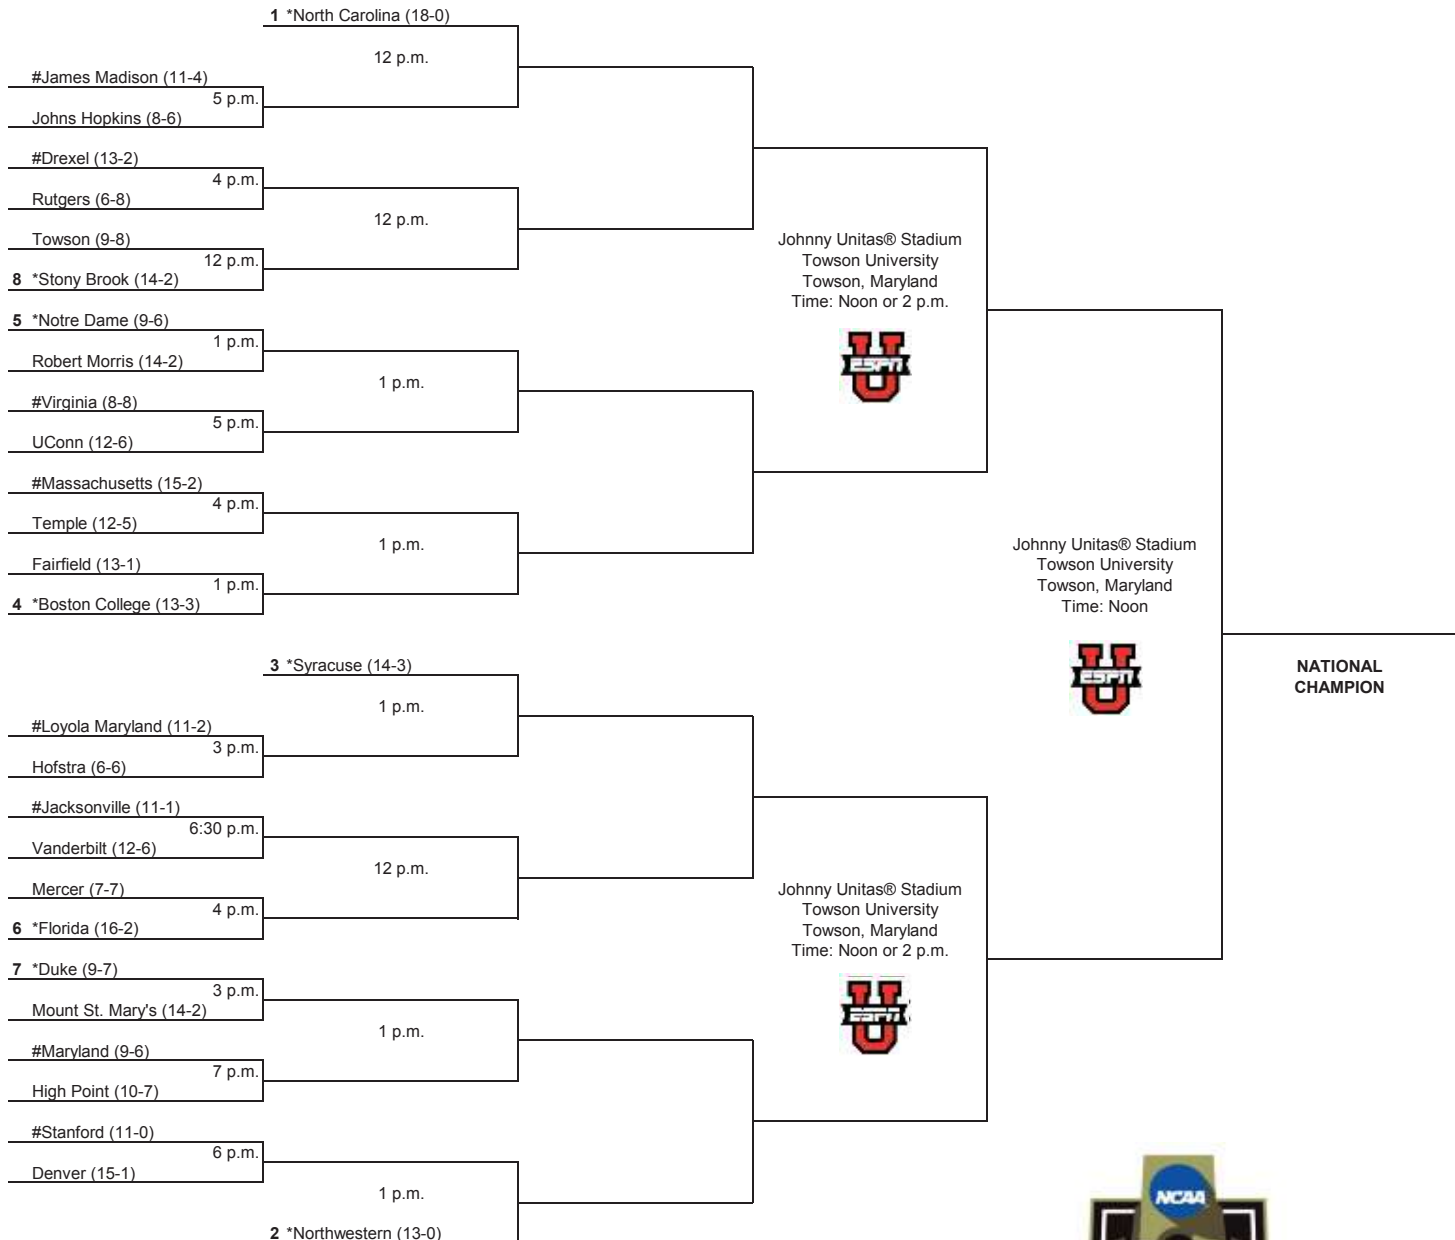 1 *North Carolina (18-0)
12 p.m.
#James Madison (11-4)
5 p.m.
Johns Hopkins (8-6)
#Drexel (13-2)
4 p.m.
Rutgers (6-8)
12 p.m.
Towson (9-8)
12 p.m.
8 *Stony Brook (14-2)
5 *Notre Dame (9-6)
1 p.m.
Robert Morris (14-2)
1 p.m.
#Virginia (8-8)
5 p.m.
UConn (12-6)
#Massachusetts (15-2)
4 p.m.
Temple (12-5)
1 p.m.
Fairfield (13-1)
1 p.m.
4 *Boston College (13-3)
Johnny Unitas® Stadium
Towson University
Towson, Maryland
Time: Noon or 2 p.m.
ESPN
U
3 *Syracuse (14-3)
1 p.m.
#Loyola Maryland (11-2)
3 p.m.
Hofstra (6-6)
#Jacksonville (11-1)
6:30 p.m.
Vanderbilt (12-6)
12 p.m.
Mercer (7-7)
4 p.m.
6 *Florida (16-2)
7 *Duke (9-7)
3 p.m.
Mount St. Mary's (14-2)
1 p.m.
#Maryland (9-6)
7 p.m.
High Point (10-7)
#Stanford (11-0)
6 p.m.
Denver (15-1)
1 p.m.
2 *Northwestern (13-0)
Johnny Unitas® Stadium
Towson University
Towson, Maryland
Time: Noon or 2 p.m.
ESPN
U
Johnny Unitas® Stadium
Towson University
Towson, Maryland
Time: Noon
ESPN
U
NATIONAL
CHAMPION
NCAA